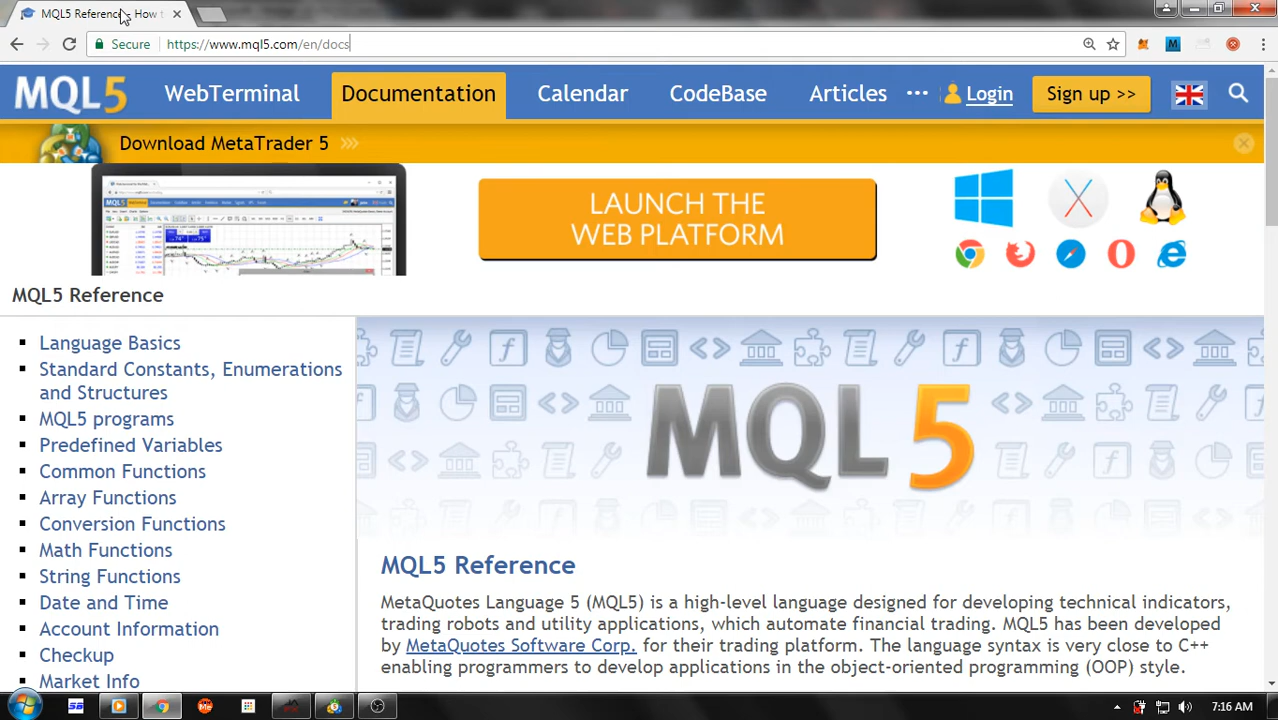 MQL5 Reference - How t
Secure
https://www.mql5.com/en/docs
MQL5
WebTerminal
Documentation
Calendar
CodeBase
Articles
Login
Sign up >>
Download MetaTrader 5
LAUNCH THE
WEB PLATFORM
MQL5 Reference
Language Basics
Standard Constants, Enumerations
and Structures
MQL5 programs
Predefined Variables
Common Functions
Array Functions
Conversion Functions
Math Functions
String Functions
Date and Time
Account Information
Checkup
Market Info
MQL5
MQL5 Reference
MetaQuotes Language 5 (MQL5) is a high-level language designed for developing technical indicators,
trading robots and utility applications, which automate financial trading. MQL5 has been developed
by MetaQuotes Software Corp. for their trading platform. The language syntax is very close to C++
enabling programmers to develop applications in the object-oriented programming (OOP) style.
7:16 AM